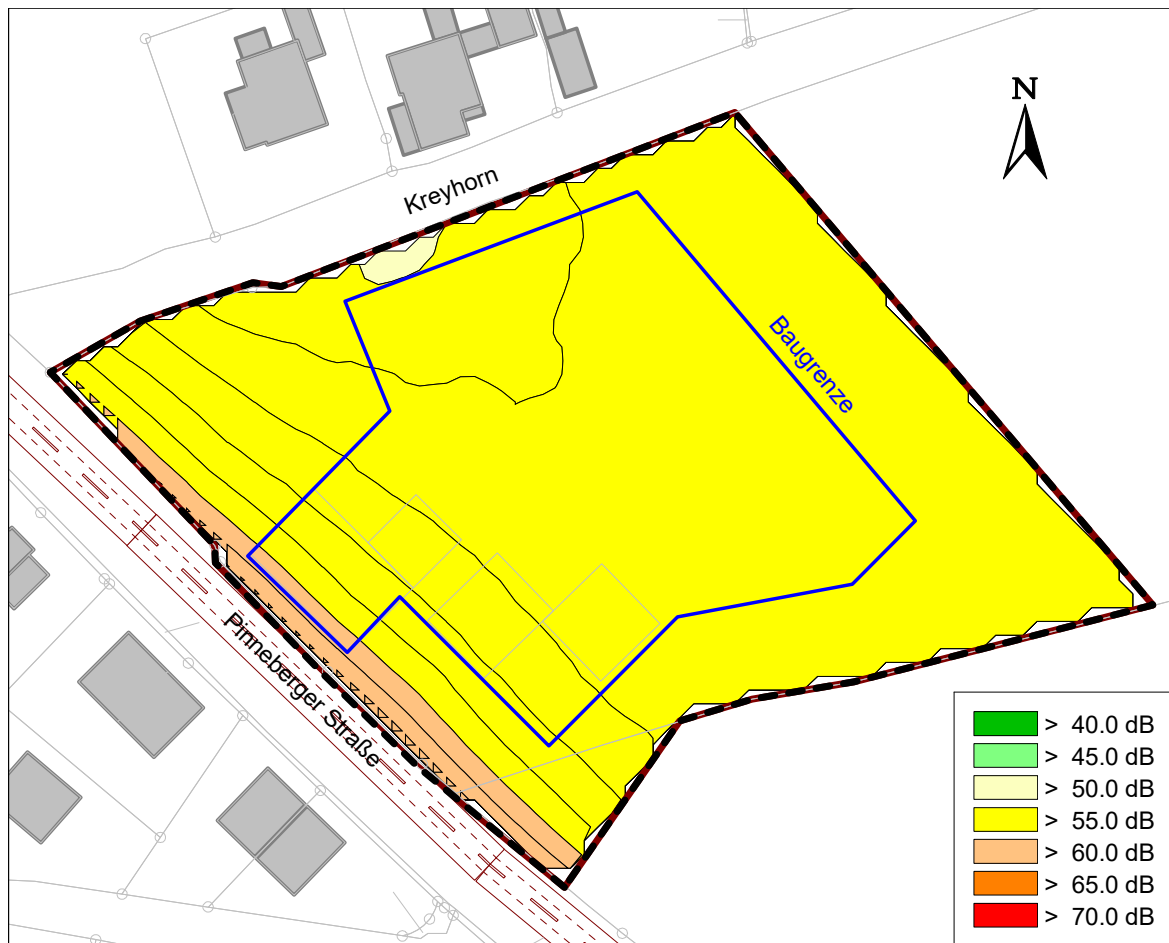 N
Kreyhorn
Baugrenze
Pinneberger Straße
> 40.0 dB
> 45.0 dB
> 50.0 dB
> 55.0 dB
> 60.0 dB
> 65.0 dB
> 70.0 dB